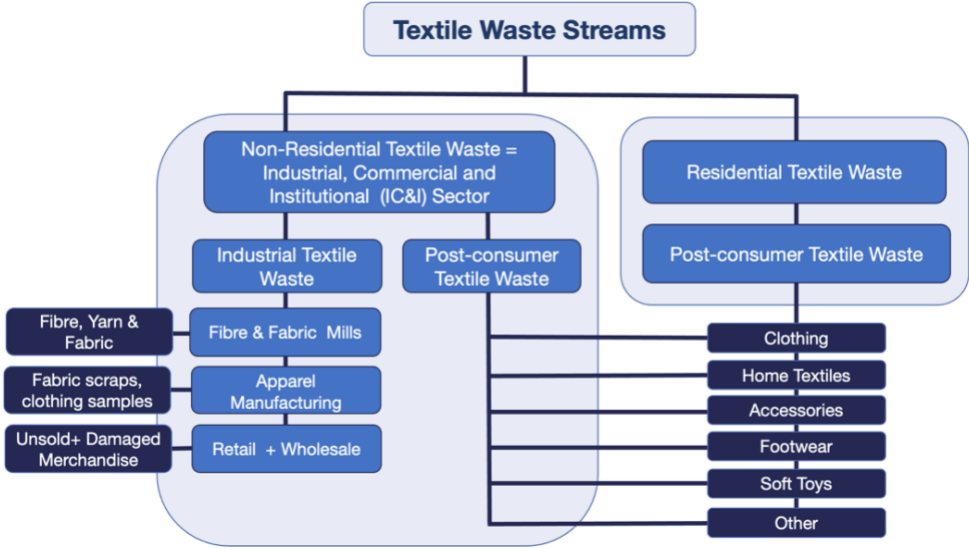 Textile Waste Streams
Non-Residential Textile Waste =
Industrial, Commercial and
Institutional (IC&I) Sector
Industrial Textile
Waste
Post-consumer
Textile Waste
Fibre, Yarn &
Fabric
Fibre & Fabric Mills
Fabric scraps,
clothing samples
Apparel
Manufacturing
Unsold+ Damaged
Merchandise
Retail + Wholesale
Residential Textile Waste
Post-consumer Textile Waste
Clothing
Home Textiles
Accessories
Footwear
Soft Toys
Other